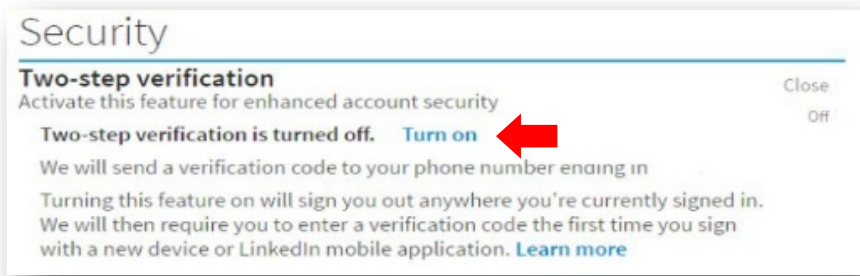 Security
Two-step verification
Close
Activate this feature for enhanced account security
Off
Two-step verification is turned off. Turn on
We will send a verification code to your phone number ending in
Turning this feature on will sign you out anywhere you're currently signed in.
We will then require you to enter a verification code the first time you sign
with a new device or LinkedIn mobile application. Learn more